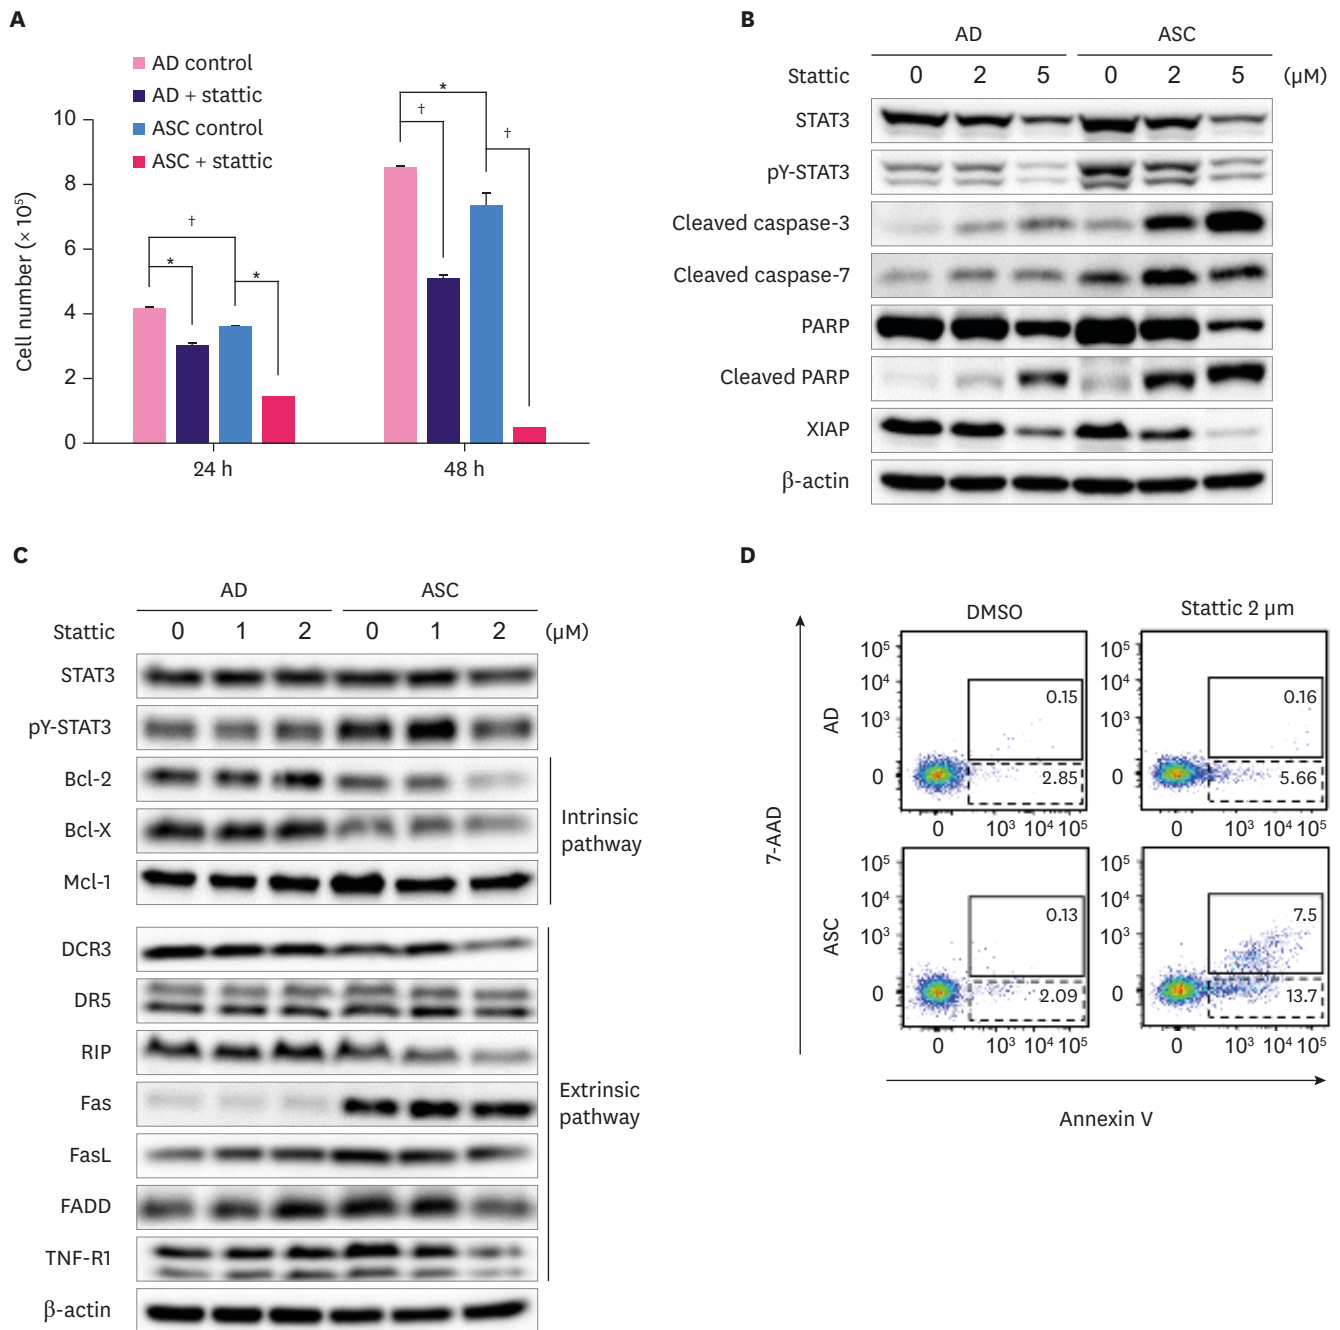 A
AD control
AD + stattic
ASC control
ASC + stattic
Cell number (× 10⁵)
10
8
6
4
2
0
†
*
*
*
†
†
24 h
48 h
B
AD
ASC
Stattic
0
2
5
0
2
5
(µM)
STAT3
pY-STAT3
Cleaved caspase-3
Cleaved caspase-7
PARP
Cleaved PARP
XIAP
β-actin
C
AD
ASC
Stattic
0
1
2
0
1
2
(µM)
STAT3
pY-STAT3
Bcl-2
Bcl-X
Mcl-1
Intrinsic
pathway
DCR3
DR5
RIP
Fas
FasL
FADD
TNF-R1
Extrinsic
pathway
β-actin
D
DMSO
Stattic 2 µm
7-AAD
AD
10⁵
10⁴
10³
0
0.15
2.85
0 10³ 10⁴ 10⁵
10⁵
10⁴
10³
0
0.16
5.66
0 10³ 10⁴ 10⁵
ASC
10⁵
10⁴
10³
0
0.13
2.09
0 10³ 10⁴ 10⁵
10⁵
10⁴
10³
0
7.5
13.7
0 10³ 10⁴ 10⁵
Annexin V